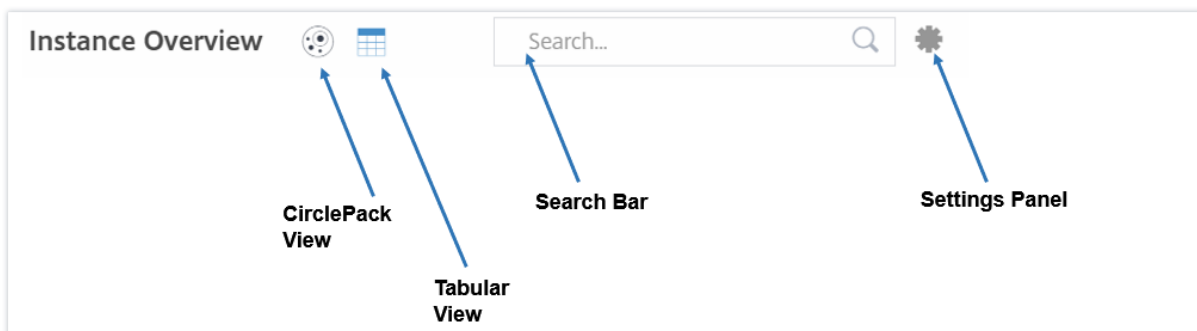 Instance Overview
Search...
CirclePack
View
Tabular
View
Search Bar
Settings Panel